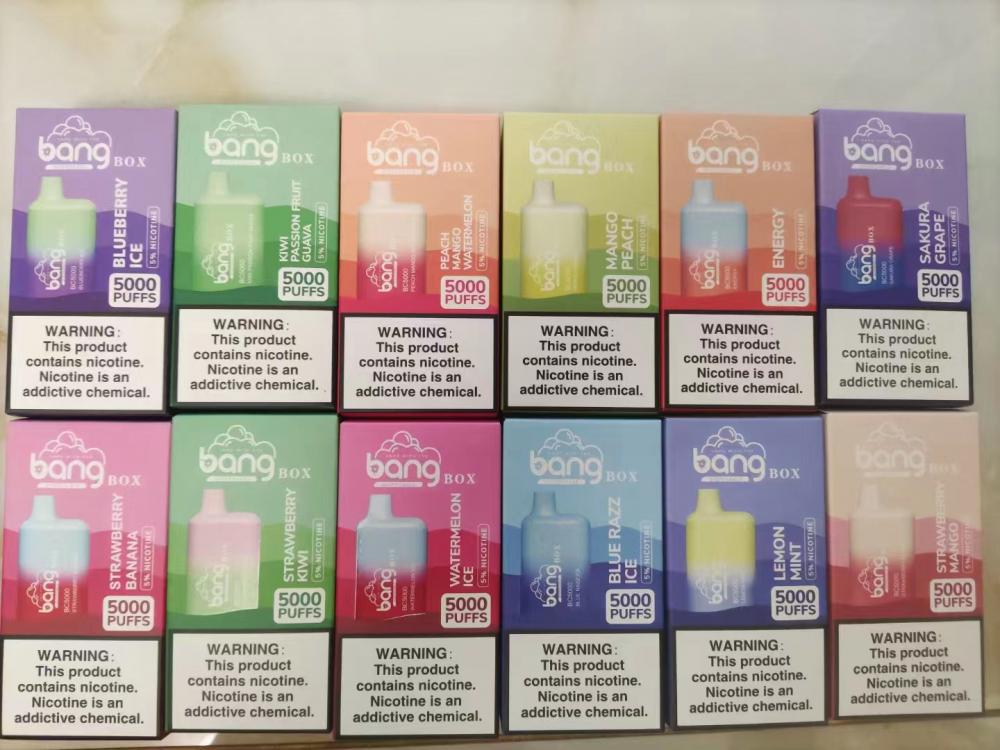 bang BOX
BLUEBERRY
ICE
5% NICOTINE
5000
PUFFS
WARNING:
This product
contains nicotine.
Nicotine is an
addictive chemical.
bang BOX
KIWI
PASSION FRUIT
GUAVA
5% NICOTINE
5000
PUFFS
WARNING:
This product
contains nicotine.
Nicotine is an
addictive chemical.
bang BOX
PEACH
MANGO
WATERMELON
5% NICOTINE
5000
PUFFS
WARNING:
This product
contains nicotine.
Nicotine is an
addictive chemical.
bang BOX
MANGO
PEACH
5% NICOTINE
5000
PUFFS
WARNING:
This product
contains nicotine.
Nicotine is an
addictive chemical.
bang BOX
ENERGY
5% NICOTINE
5000
PUFFS
WARNING:
This product
contains nicotine.
Nicotine is an
addictive chemical.
bang BOX
SAKURA
GRAPE
5% NICOTINE
5000
PUFFS
WARNING:
This product
contains nicotine.
Nicotine is an
addictive chemical.
bang BOX
STRAWBERRY
BANANA
5% NICOTINE
5000
PUFFS
WARNING:
This product
contains nicotine.
Nicotine is an
addictive chemical.
bang BOX
STRAWBERRY
KIWI
5% NICOTINE
5000
PUFFS
WARNING:
This product
contains nicotine.
Nicotine is an
addictive chemical.
bang BOX
WATERMELON
ICE
5% NICOTINE
5000
PUFFS
WARNING:
This product
contains nicotine.
Nicotine is an
addictive chemical.
bang BOX
BLUE RAZZ
ICE
5% NICOTINE
5000
PUFFS
WARNING:
This product
contains nicotine.
Nicotine is an
addictive chemical.
bang BOX
LEMON
MINT
5% NICOTINE
5000
PUFFS
WARNING:
This product
contains nicotine.
Nicotine is an
addictive chemical.
bang BOX
STRAWBERRY
MANGO
5% NICOTINE
5000
PUFFS
WARNING:
This product
contains nicotine.
Nicotine is an
addictive chemical.